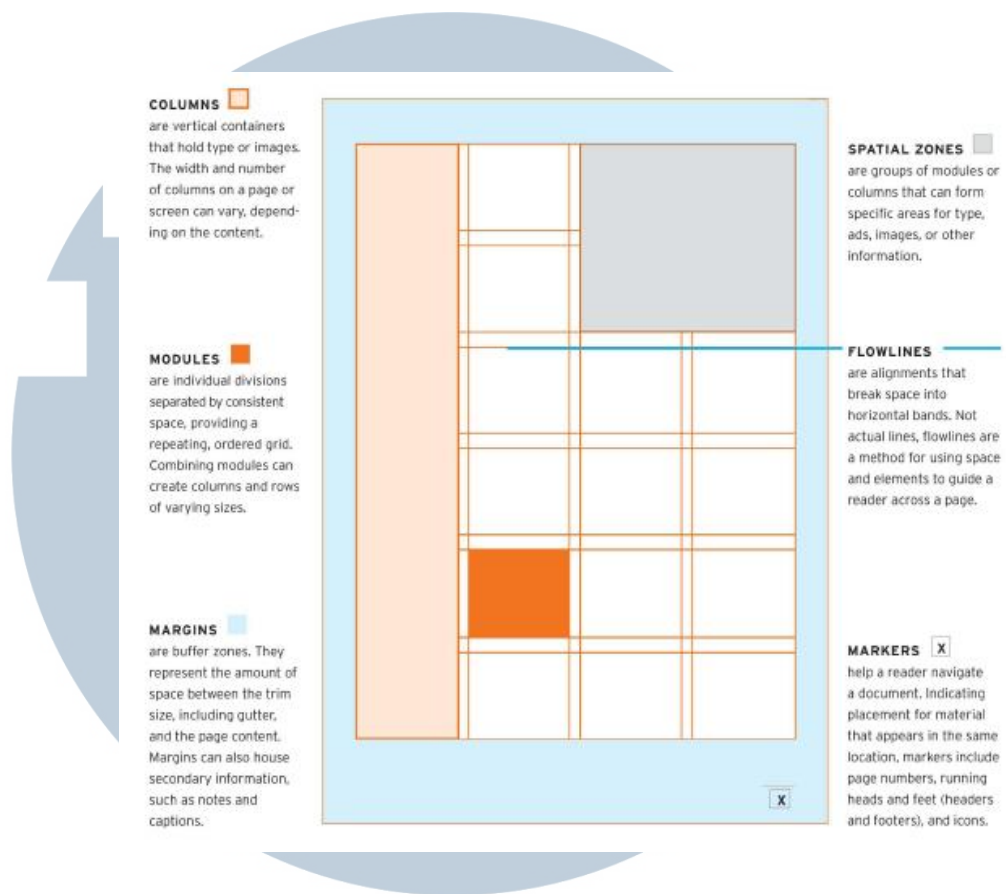 COLUMNS
are vertical containers
that hold type or images.
The width and number
of columns on a page or
screen can vary, depend-
ing on the content.
MODULES
are individual divisions
separated by consistent
space, providing a
repeating, ordered grid.
Combining modules can
create columns and rows
of varying sizes.
MARGINS
are buffer zones. They
represent the amount of
space between the trim
size, including gutter,
and the page content.
Margins can also house
secondary information,
such as notes and
captions.
X
SPATIAL ZONES
are groups of modules or
columns that can form
specific areas for type,
ads, images, or other
information.
FLOWLINES
are alignments that
break space into
horizontal bands. Not
actual lines, flowlines are
a method for using space
and elements to guide a
reader across a page.
MARKERS X
help a reader navigate
a document. Indicating
placement for material
that appears in the same
location, markers include
page numbers, running
heads and feet (headers
and footers), and icons.